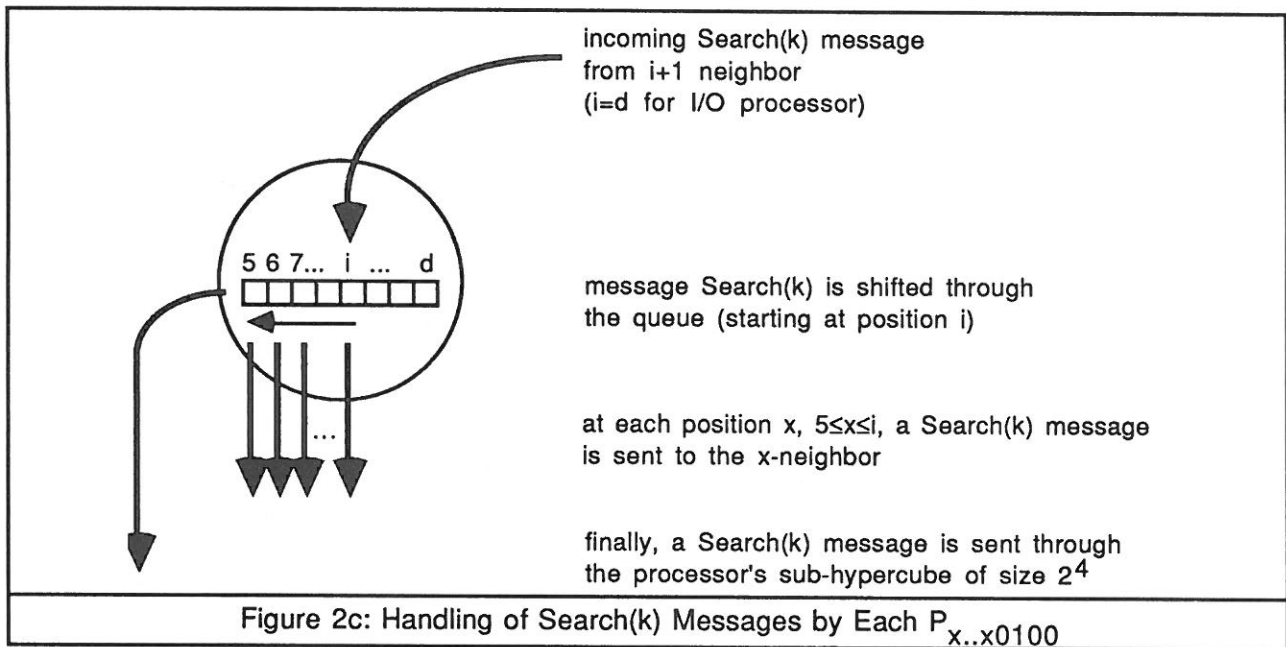 incoming Search(k) message
from i+1 neighbor
(i=d for I/O processor)
5 6 7... i ... d
message Search(k) is shifted through
the queue (starting at position i)
...
at each position x, 5≤x≤i, a Search(k) message
is sent to the x-neighbor
finally, a Search(k) message is sent through
the processor's sub-hypercube of size 2⁴
Figure 2c: Handling of Search(k) Messages by Each P_x..x0100